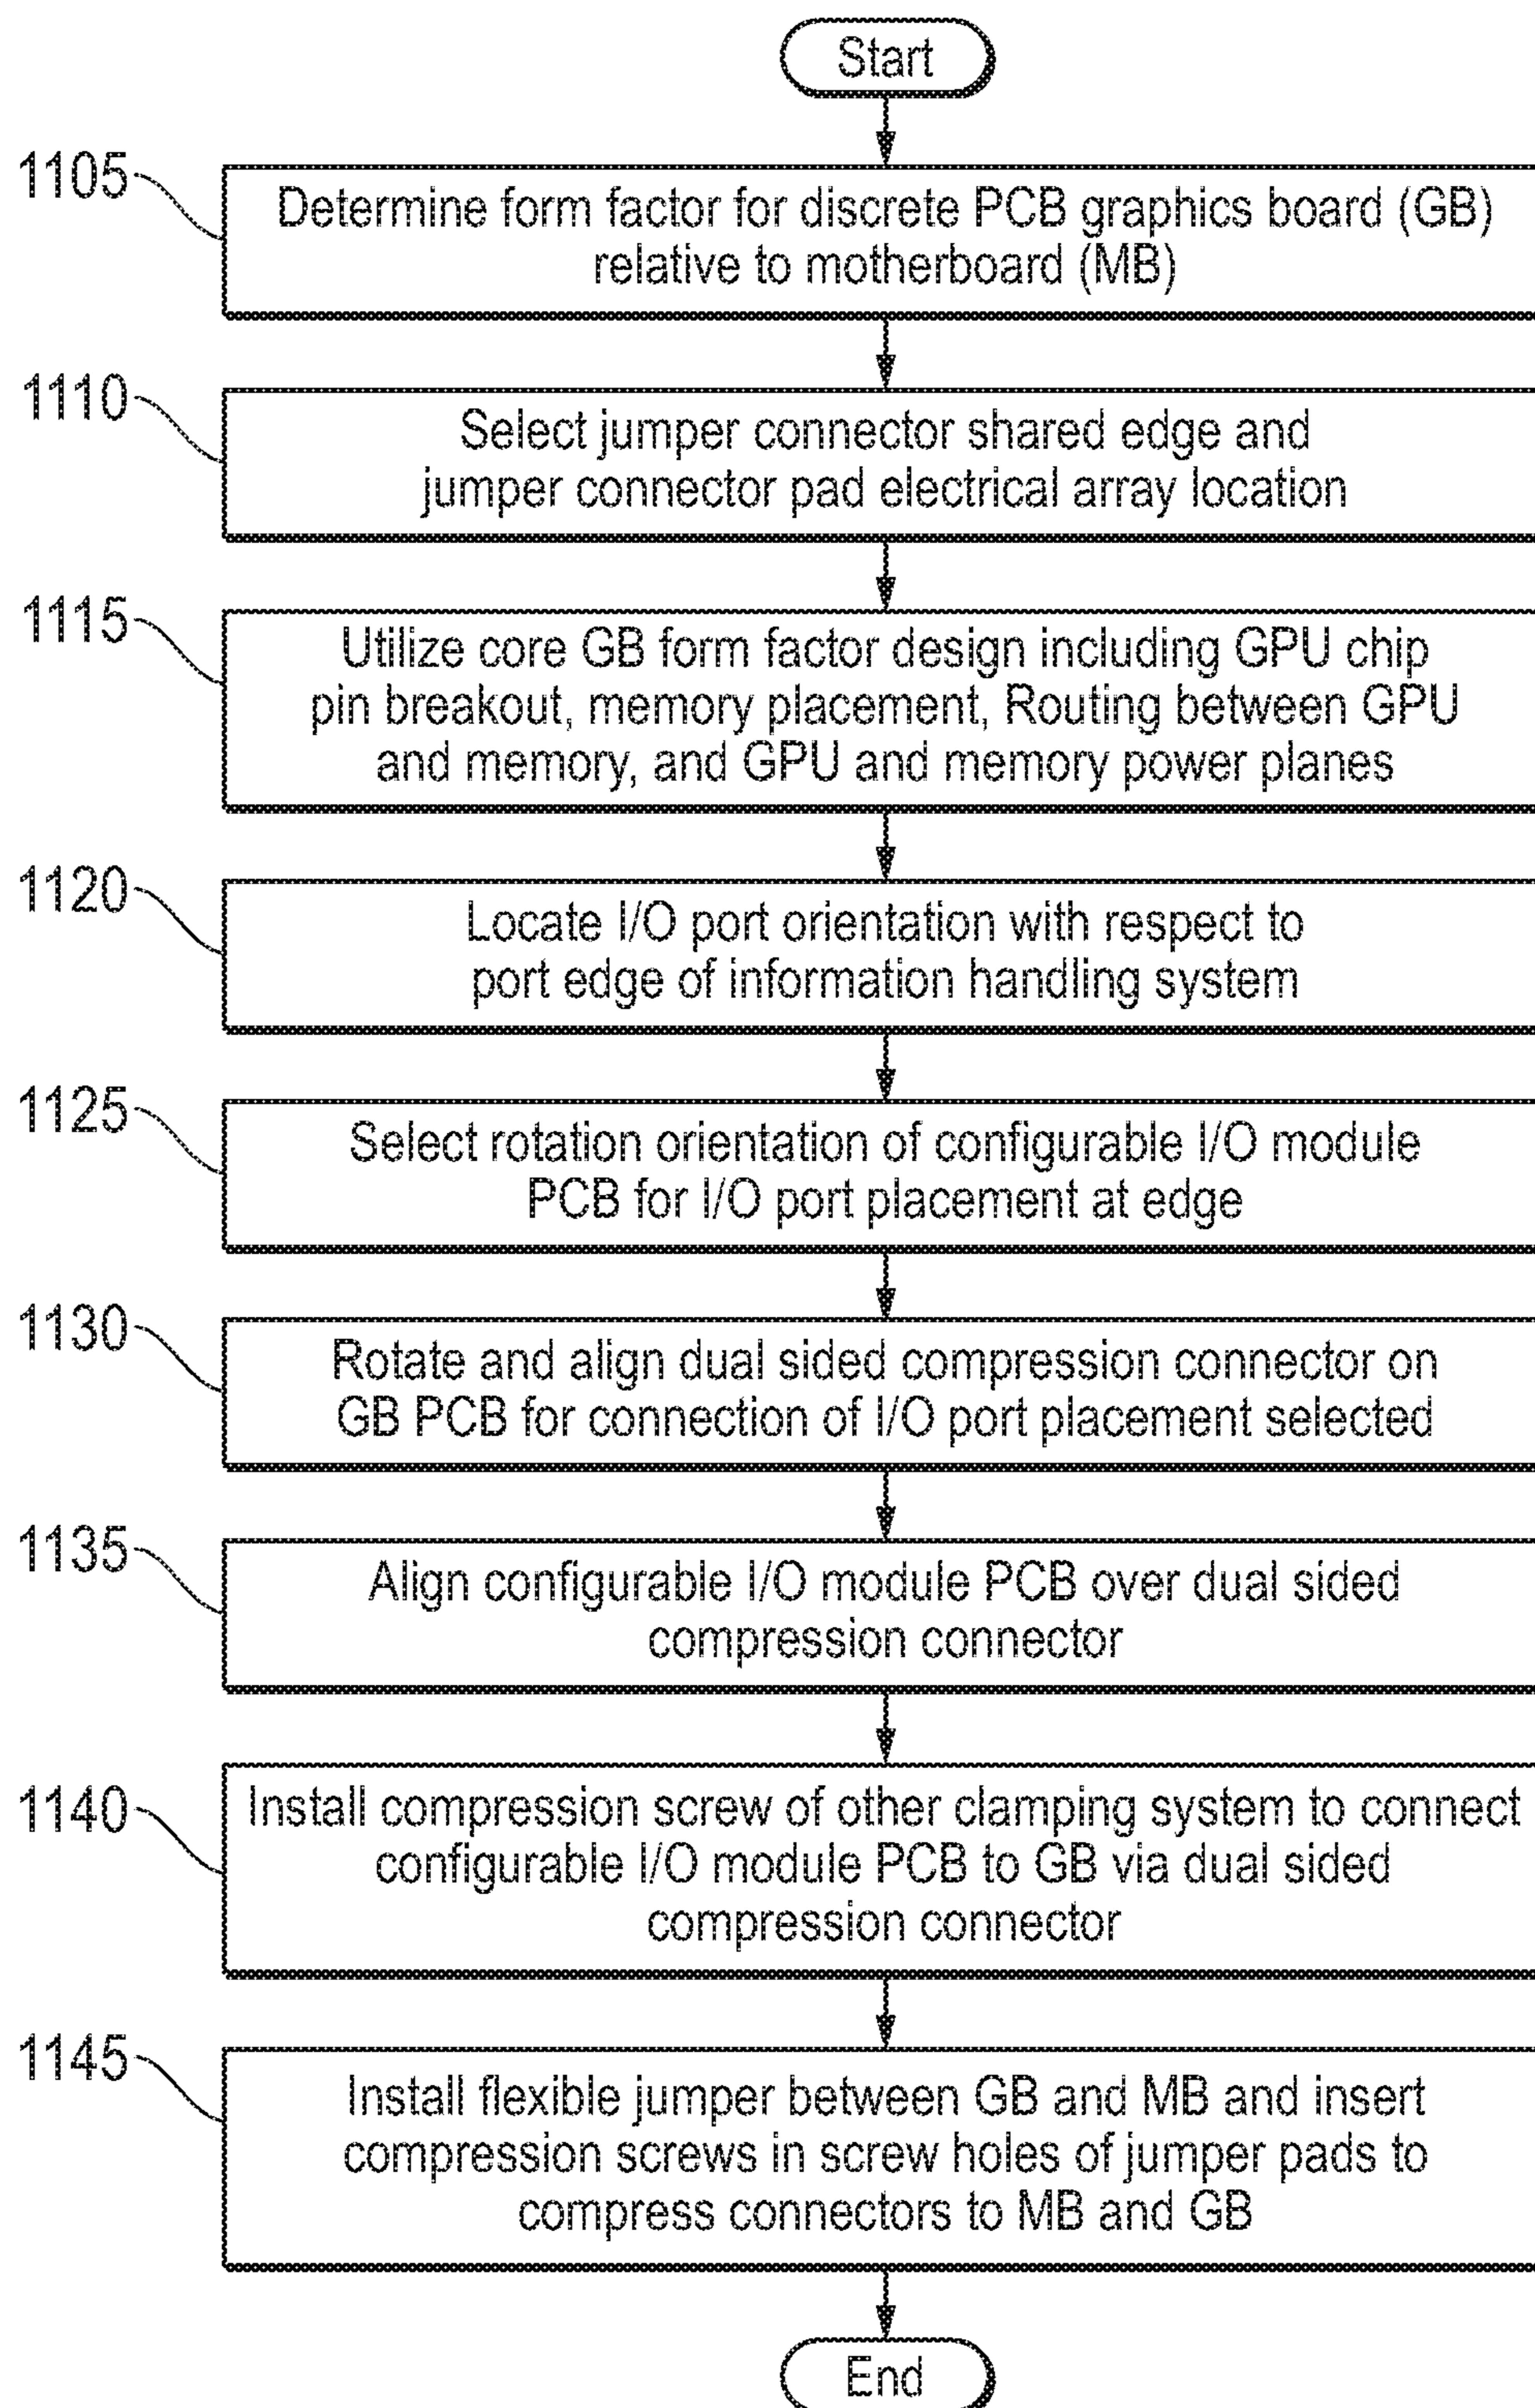 Start
1105
Determine form factor for discrete PCB graphics board (GB)
relative to motherboard (MB)
1110
Select jumper connector shared edge and
jumper connector pad electrical array location
1115
Utilize core GB form factor design including GPU chip
pin breakout, memory placement, Routing between GPU
and memory, and GPU and memory power planes
1120
Locate I/O port orientation with respect to
port edge of information handling system
1125
Select rotation orientation of configurable I/O module
PCB for I/O port placement at edge
1130
Rotate and align dual sided compression connector on
GB PCB for connection of I/O port placement selected
1135
Align configurable I/O module PCB over dual sided
compression connector
1140
Install compression screw of other clamping system to connect
configurable I/O module PCB to GB via dual sided
compression connector
1145
Install flexible jumper between GB and MB and insert
compression screws in screw holes of jumper pads to
compress connectors to MB and GB
End